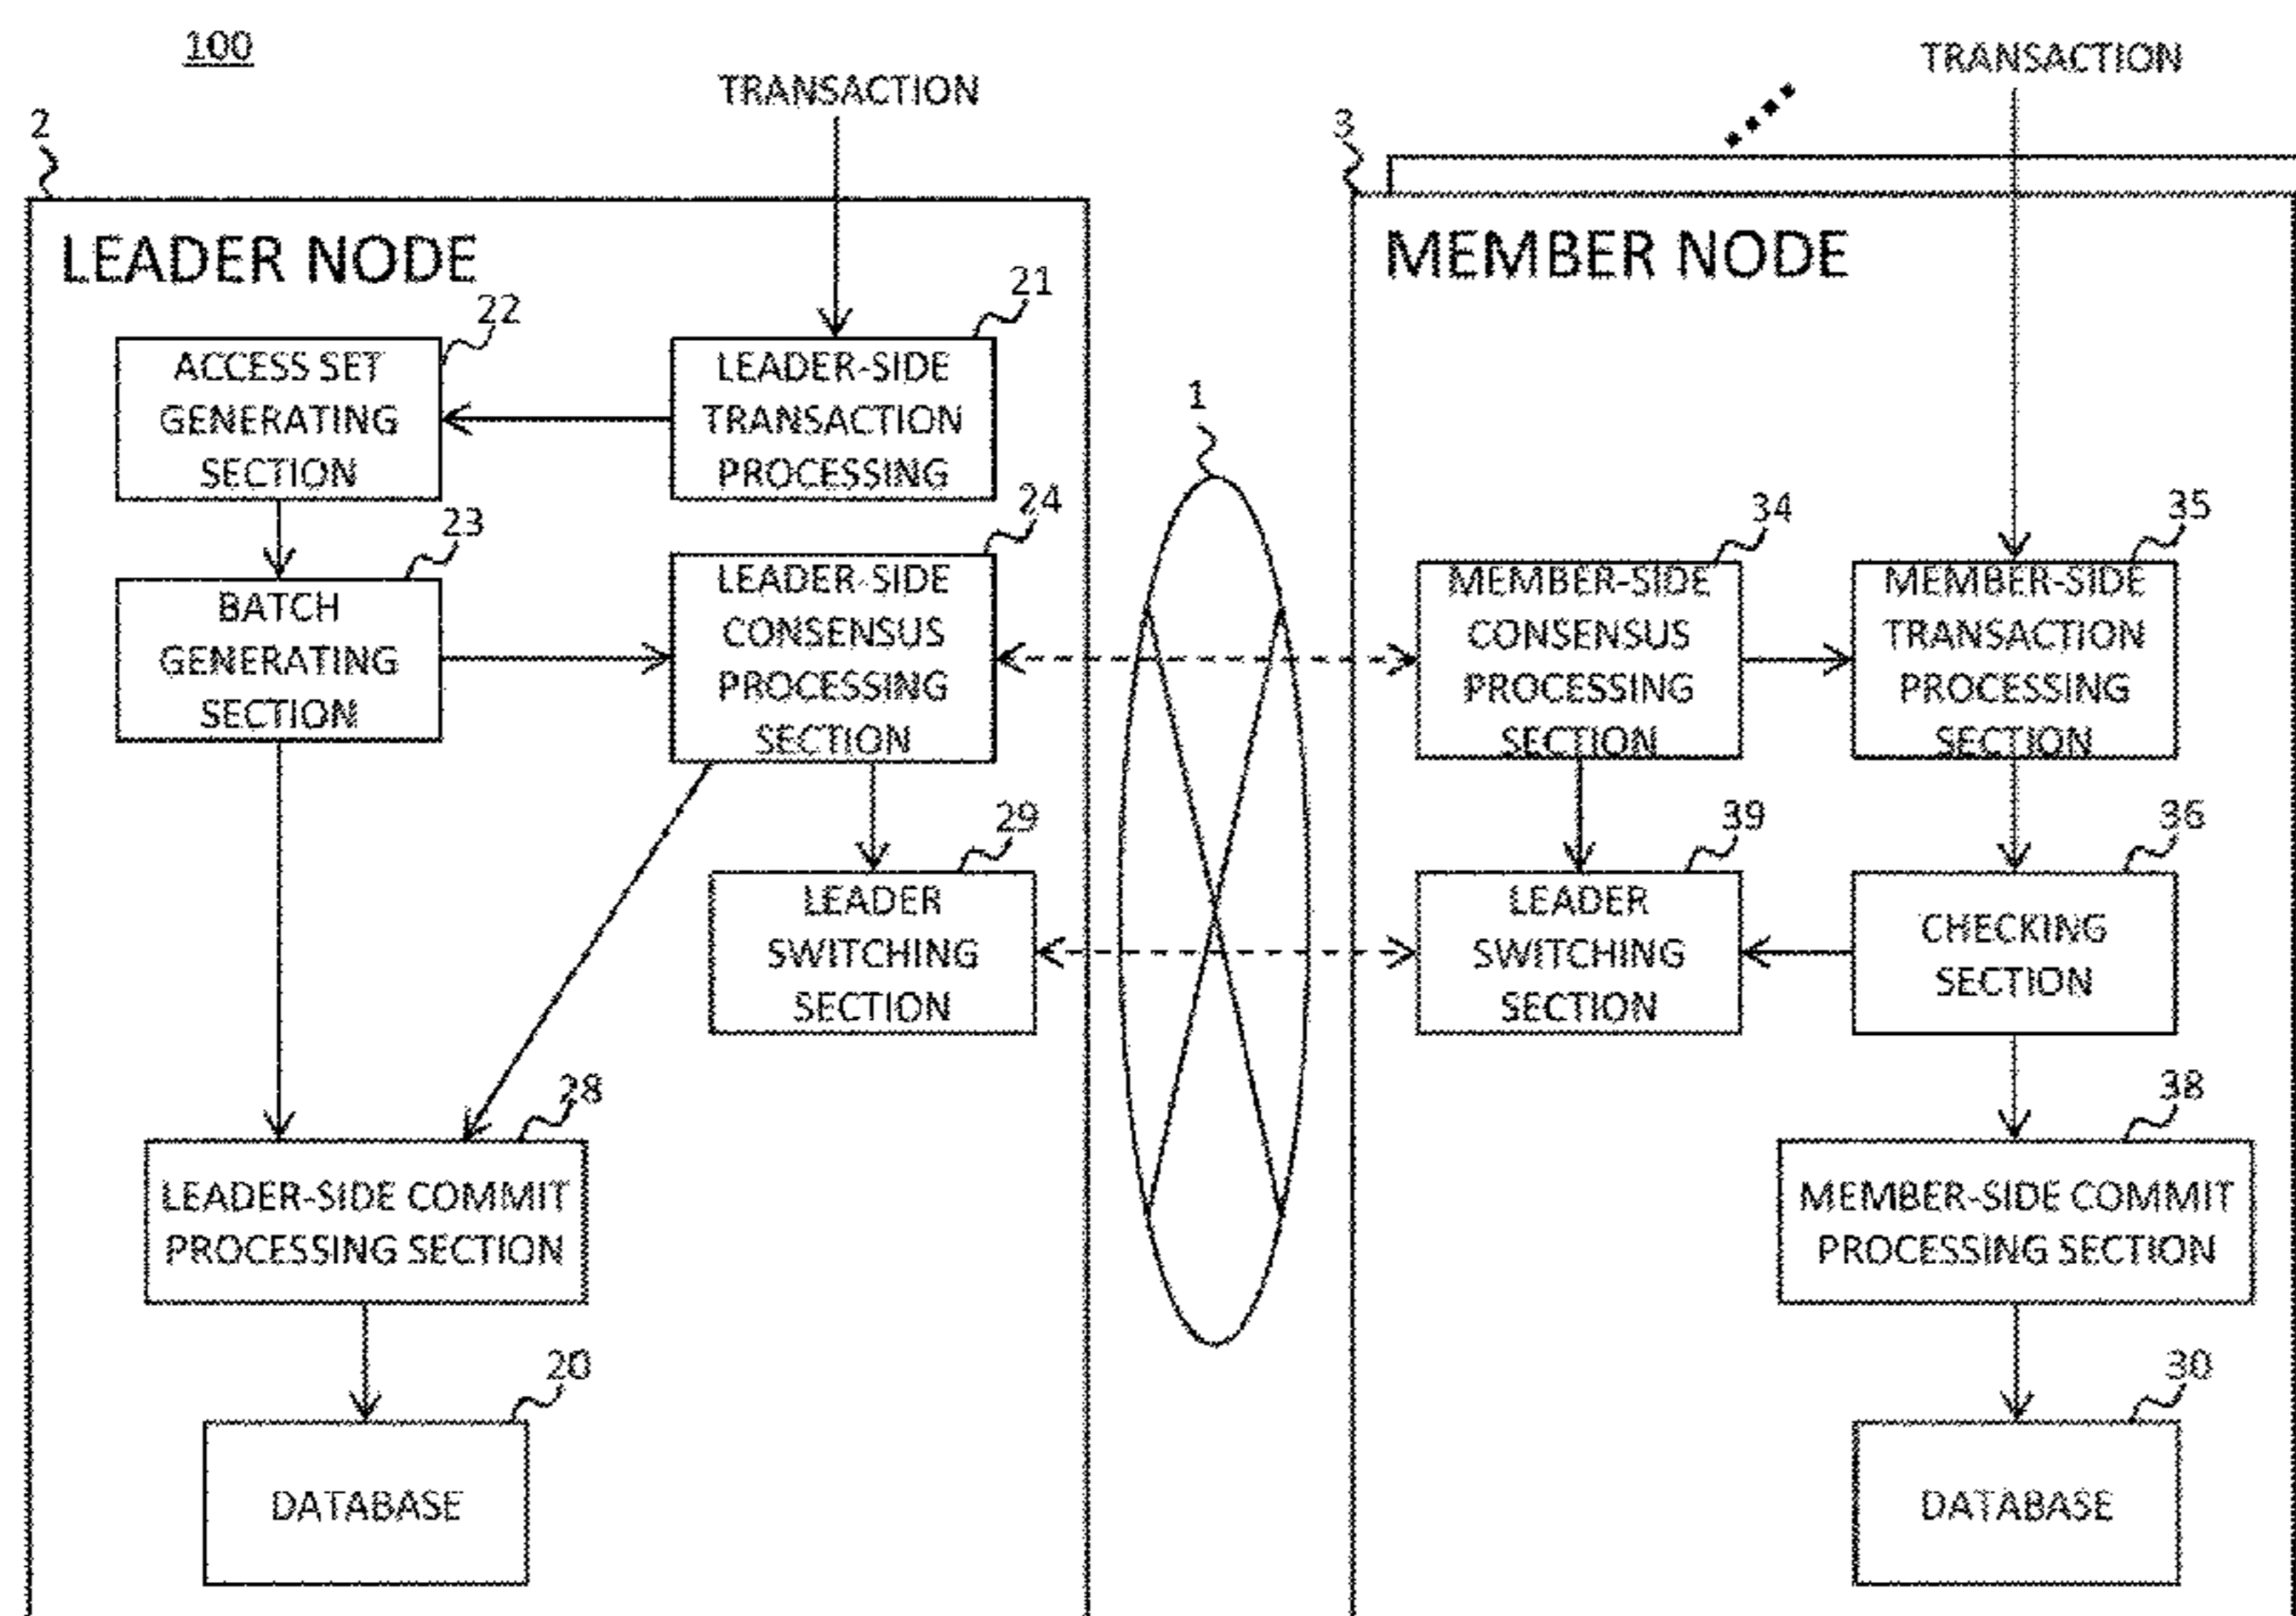 100
TRANSACTION
TRANSACTION
2
3
LEADER NODE
MEMBER NODE
22
21
ACCESS SET
GENERATING
SECTION
LEADER-SIDE
TRANSACTION
PROCESSING
1
23
24
34
35
BATCH
GENERATING
SECTION
LEADER-SIDE
CONSENSUS
PROCESSING
SECTION
MEMBER-SIDE
CONSENSUS
PROCESSING
SECTION
MEMBER-SIDE
TRANSACTION
PROCESSING
SECTION
29
39
36
LEADER
SWITCHING
SECTION
LEADER
SWITCHING
SECTION
CHECKING
SECTION
28
38
LEADER-SIDE COMMIT
PROCESSING SECTION
MEMBER-SIDE COMMIT
PROCESSING SECTION
20
30
DATABASE
DATABASE